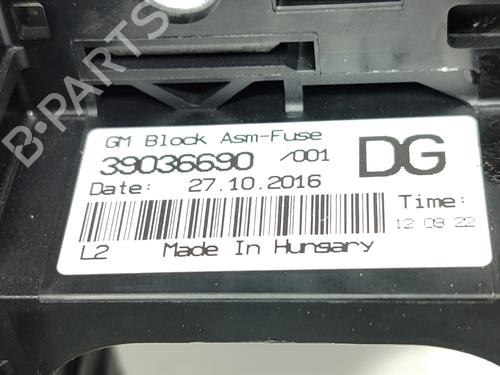 GM Block Asm-Fuse
39036690 /001
DG
Date: 27.10.2016
Time:
12 09 22
L2 Made In Hungary
B-PARTS